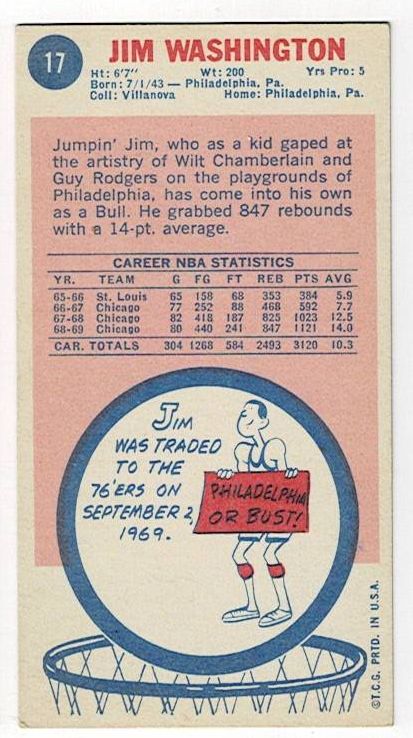 17
JIM WASHINGTON
Ht: 6'7" Wt: 200 Yrs Pro: 5
Born: 7/1/43 — Philadelphia, Pa.
Coll: Villanova Home: Philadelphia, Pa.
Jumpin' Jim, who as a kid gaped at
the artistry of Wilt Chamberlain and
Guy Rodgers on the playgrounds of
Philadelphia, has come into his own
as a Bull. He grabbed 847 rebounds
with a 14-pt. average.
CAREER NBA STATISTICS
YR. TEAM G FG FT REB PTS AVG
65-66 St. Louis 65 158 68 353 384 5.9
66-67 Chicago 77 252 88 468 592 7.7
67-68 Chicago 82 418 187 825 1023 12.5
68-69 Chicago 80 440 241 847 1121 14.0
CAR. TOTALS 304 1268 584 2493 3120 10.3
JIM
WAS TRADED
TO THE
76'ERS ON
SEPTEMBER 2,
1969.
PHILADELPHIA
OR BUST!
©T.C.G. PRTD. IN U.S.A.